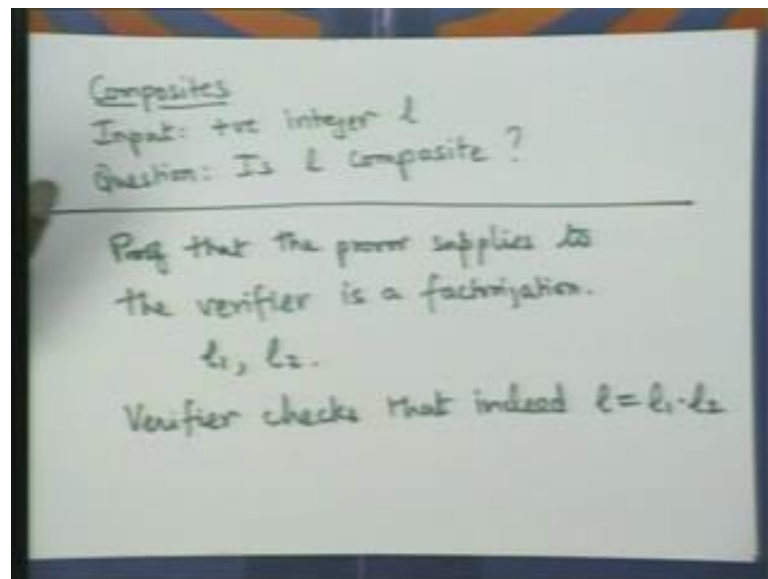 Composites
Input: +ve integer l
Question: Is l composite ?
Proof that the prover supplies to
the verifier is a factorization.
l₁, l₂.
Verifier checks that indeed l = l₁·l₂